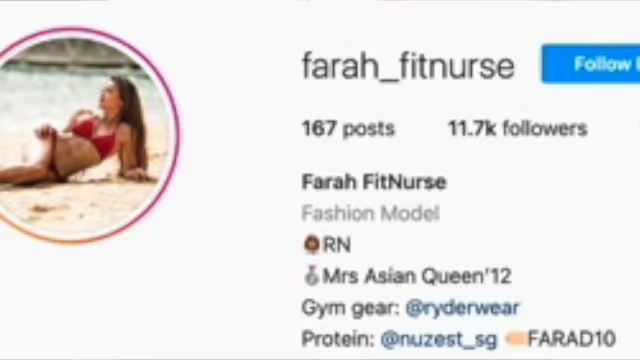 farah_fitnurse
Follow
167 posts 11.7k followers
Farah FitNurse
Fashion Model
RN
Mrs Asian Queen'12
Gym gear: @ryderwear
Protein: @nuzest_sg FARAD10